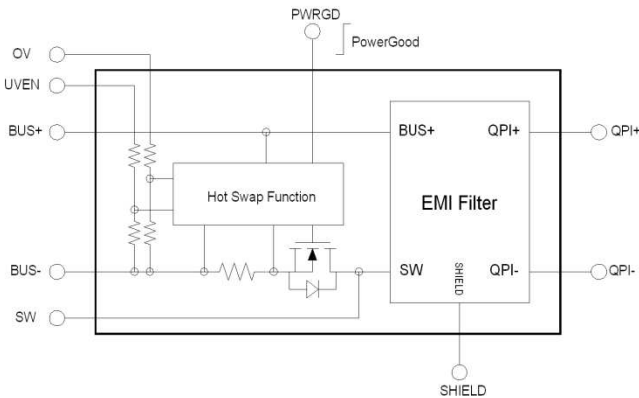 PWRGD
PowerGood
OV
UVEN
BUS+
BUS+
QPI+
QPI+
Hot Swap Function
EMI Filter
BUS-
SW
SHIELD
QPI-
QPI-
SW
SHIELD